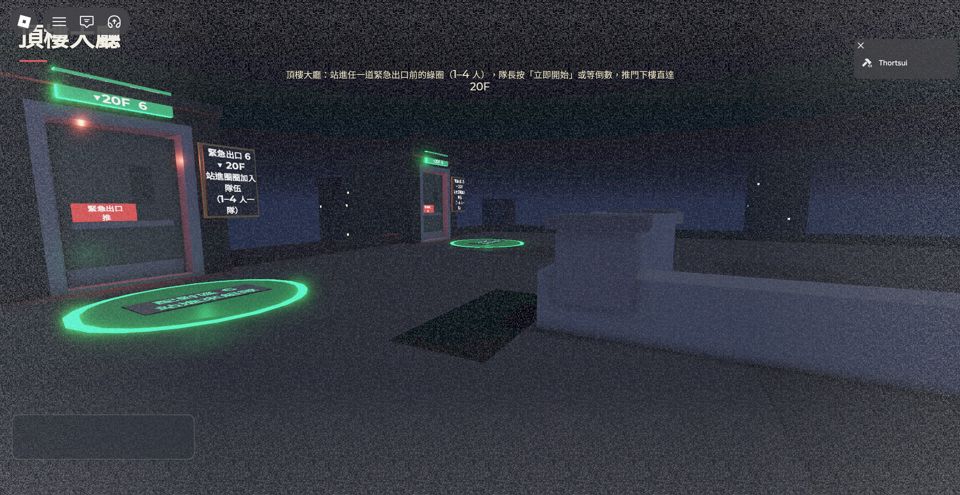 頂樓大廳
頂樓大廳：站進任一道緊急出口前的綠圈（1–4 人），隊長按「立即開始」或等倒數，推門下樓直達
20F
Thortsui
▼20F 6
緊急出口 6
▼ 20F
站進圈圈加入
隊伍
（1–4 人一
隊）
緊急出口
推